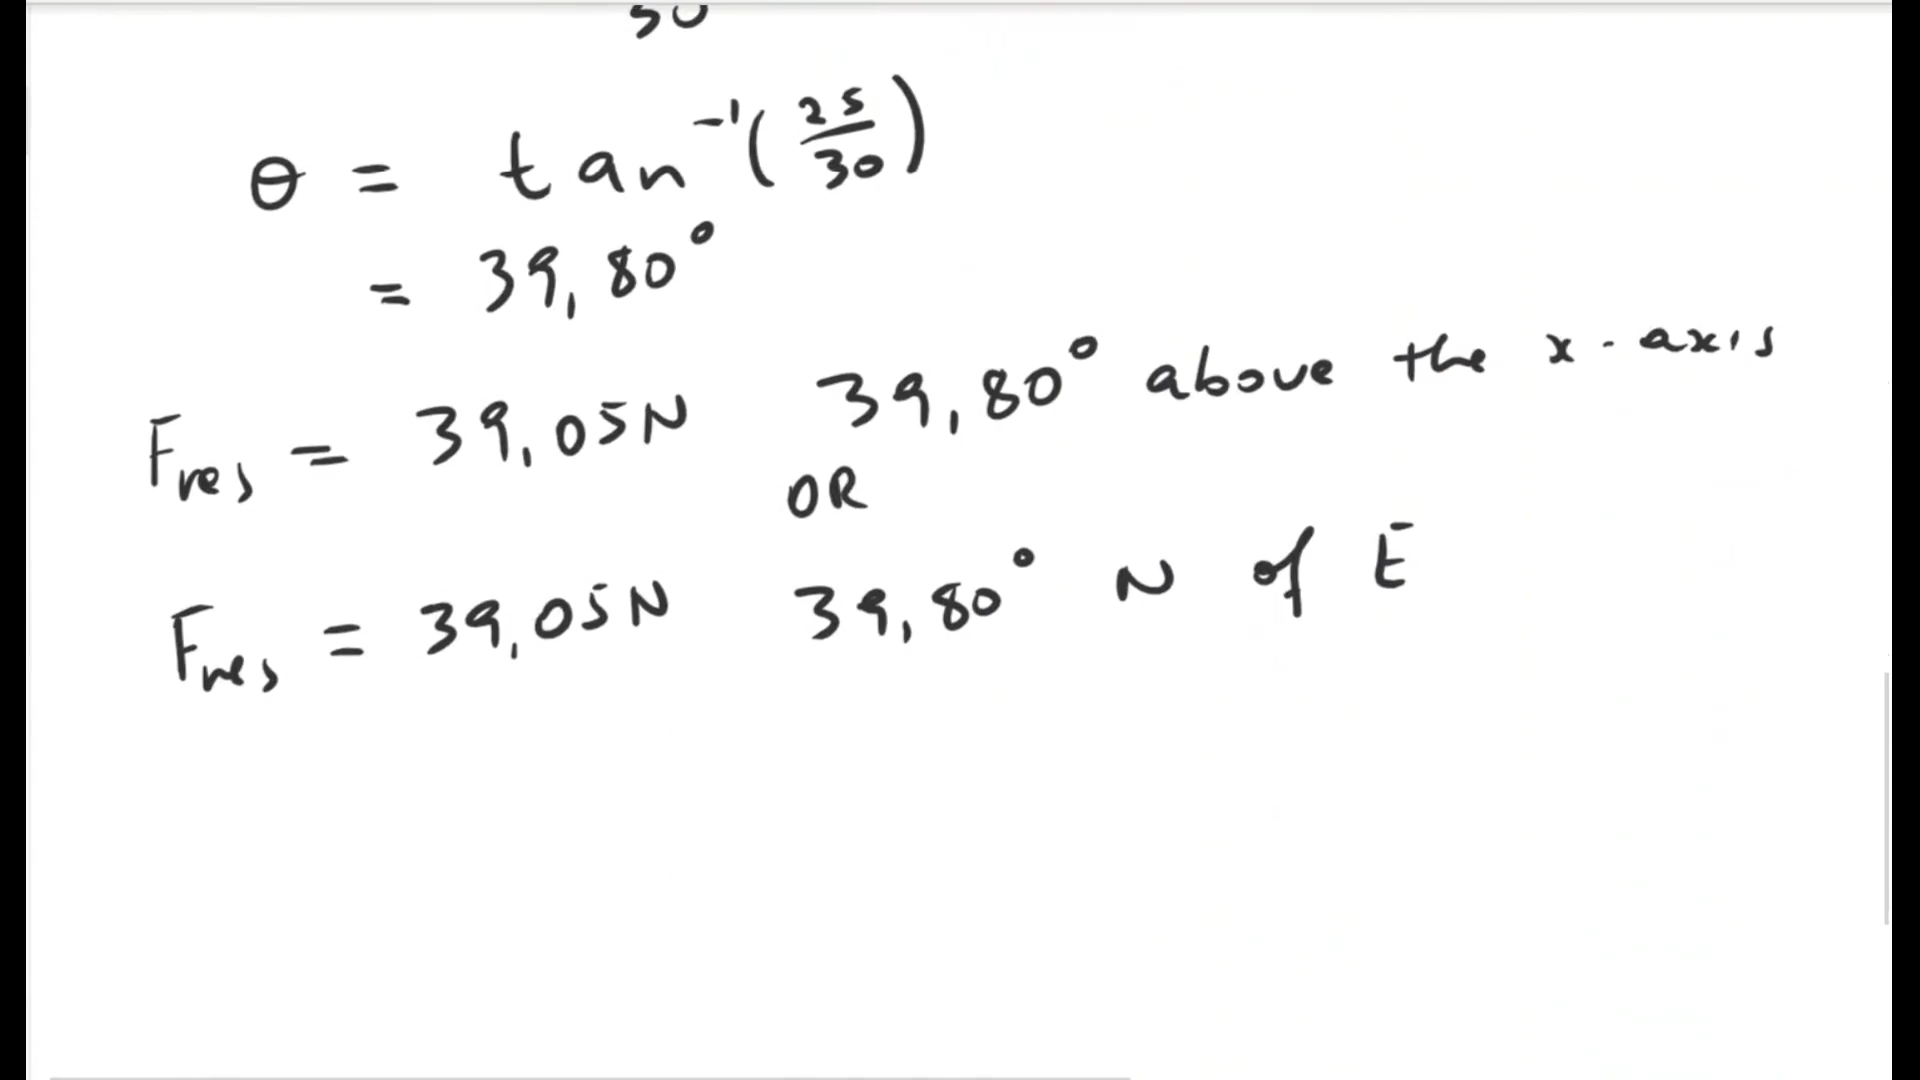 30
θ = tan⁻¹(25/30)
= 39,80°
Fres = 39,05N 39,80° above the x-axis
OR
Fres = 39,05N 39,80° N of E